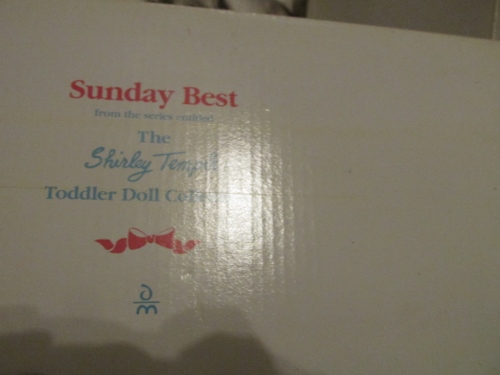 Sunday Best
from the series entitled
The
Shirley Temple
Toddler Doll